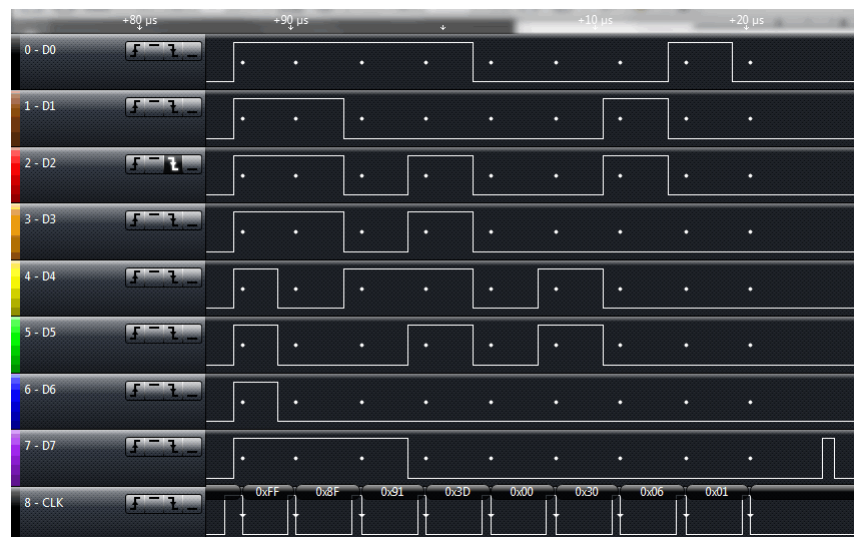 +80 µs +90 µs +10 µs +20 µs
0 - D0
1 - D1
2 - D2
3 - D3
4 - D4
5 - D5
6 - D6
7 - D7
0xFF 0x8F 0x91 0x3D 0x00 0x30 0x06 0x01
8 - CLK